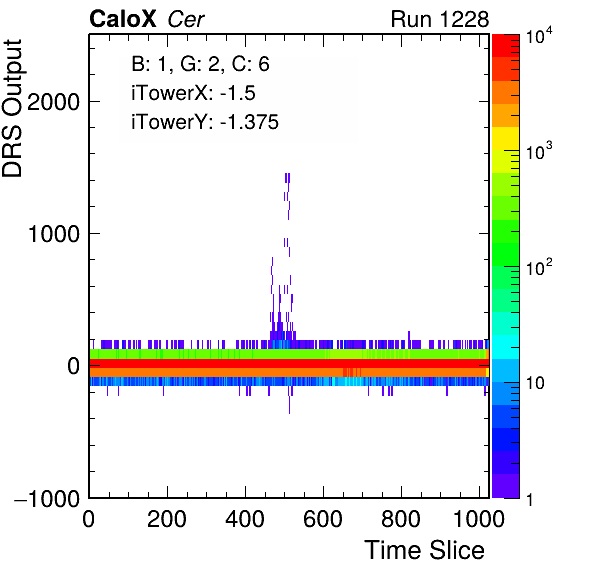 CaloX Cer Run 1228
DRS Output
B: 1, G: 2, C: 6
iTowerX: -1.5
iTowerY: -1.375
2000
1000
0
−1000
0 200 400 600 800 1000
Time Slice
10^4
10^3
10^2
10
1